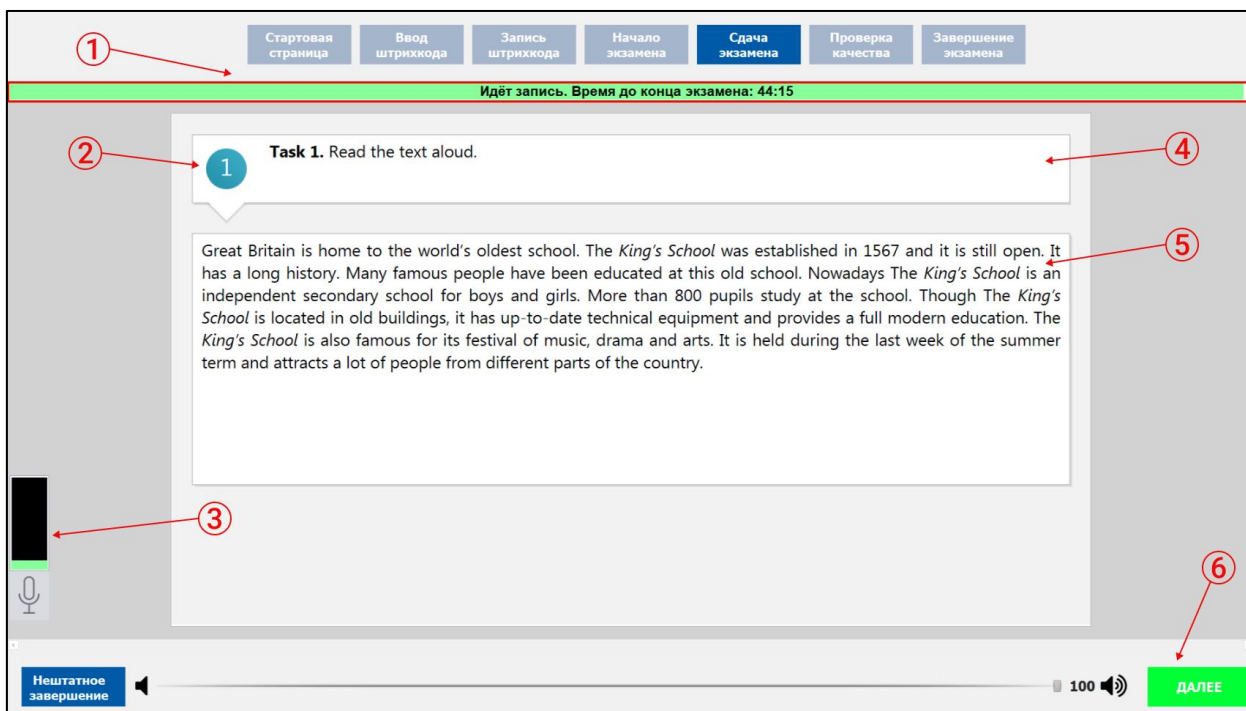 Стартовая страница
Ввод штрихкода
Запись штрихкода
Начало экзамена
Сдача экзамена
Проверка качества
Завершение экзамена
1
Идёт запись. Время до конца экзамена: 44:15
2
1
Task 1. Read the text aloud.
4
Great Britain is home to the world's oldest school. The King's School was established in 1567 and it is still open. It
has a long history. Many famous people have been educated at this old school. Nowadays The King's School is an
independent secondary school for boys and girls. More than 800 pupils study at the school. Though The King's
School is located in old buildings, it has up-to-date technical equipment and provides a full modern education. The
King's School is also famous for its festival of music, drama and arts. It is held during the last week of the summer
term and attracts a lot of people from different parts of the country.
5
3
6
Нештатное
завершение
100
ДАЛЕЕ